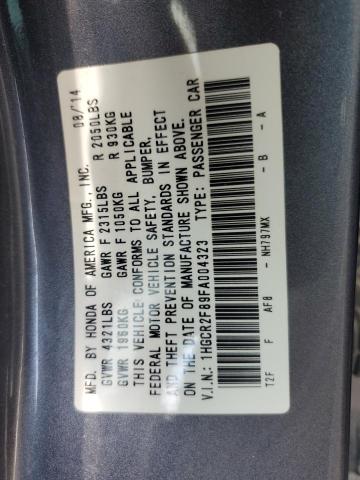 MFD. BY HONDA OF AMERICA MFG., INC. 08/'14
GVWR 4321LBS GAWR F 2315LBS R 2050LBS
GVWR 1960KG GAWR F 1050KG R 930KG
THIS VEHICLE CONFORMS TO ALL APPLICABLE
FEDERAL MOTOR VEHICLE SAFETY, BUMPER,
AND THEFT PREVENTION STANDARDS IN EFFECT
ON THE DATE OF MANUFACTURE SHOWN ABOVE.
V.I.N.: 1HGCR2F89FA004323 TYPE: PASSENGER CAR
T2F F AF8 - NH797MX - B - A